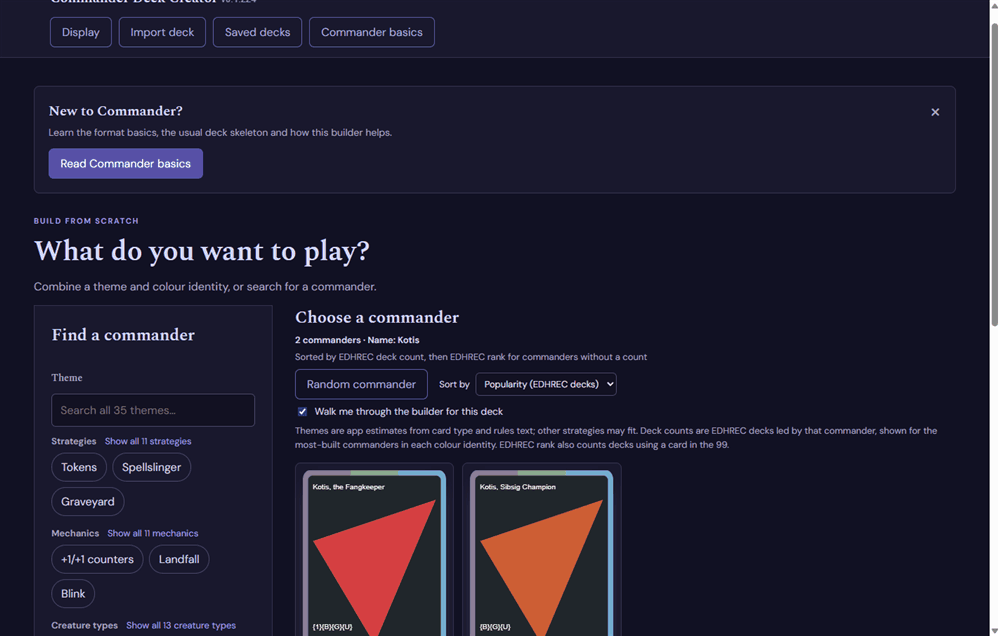 Commander Deck Creator v0.7.224
Display
Import deck
Saved decks
Commander basics
New to Commander?
×
Learn the format basics, the usual deck skeleton and how this builder helps.
Read Commander basics
BUILD FROM SCRATCH
What do you want to play?
Combine a theme and colour identity, or search for a commander.
Find a commander
Theme
Search all 35 themes...
Strategies Show all 11 strategies
Tokens
Spellslinger
Graveyard
Mechanics Show all 11 mechanics
+1/+1 counters
Landfall
Blink
Creature types Show all 13 creature types
Choose a commander
2 commanders · Name: Kotis
Sorted by EDHREC deck count, then EDHREC rank for commanders without a count
Random commander
Sort by
Popularity (EDHREC decks)
Walk me through the builder for this deck
Themes are app estimates from card type and rules text; other strategies may fit. Deck counts are EDHREC decks led by that commander, shown for the
most-built commanders in each colour identity. EDHREC rank also counts decks using a card in the 99.
Kotis, the Fangkeeper
{1}{B}{G}{U}
Kotis, Sibsig Champion
{B}{G}{U}